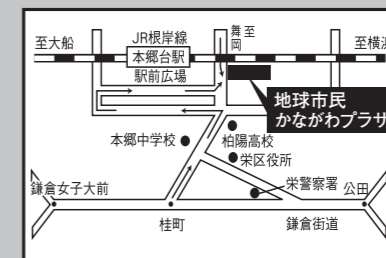 至大船
JR根岸線
舞岡
至
至横浜
本郷台駅
駅前広場
地球市民
かながわプラザ
本郷中学校
柏陽高校
栄区役所
鎌倉女子大前
栄警察署
公田
桂町
鎌倉街道